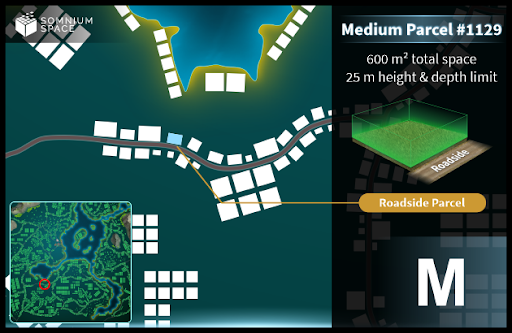 SOMNIUM
SPACE
Medium Parcel #1129
600 m² total space
25 m height & depth limit
Roadside
Roadside Parcel
M